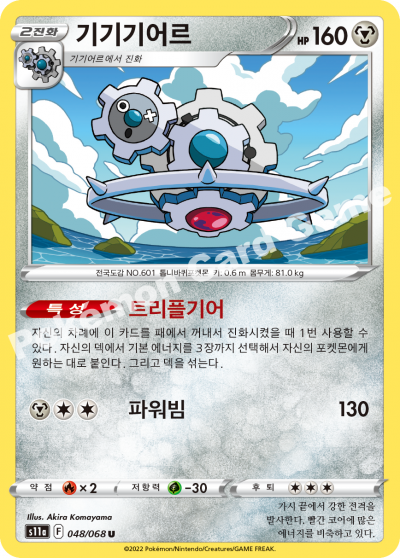 2진화 기기기어르 HP 160
기기어르에서 진화
전국도감 NO.601 톱니바퀴포켓몬 키: 0.6 m 몸무게: 81.0 kg
특성 트리플기어
자신의 차례에 이 카드를 패에서 꺼내서 진화시켰을 때 1번 사용할 수
있다. 자신의 덱에서 기본 에너지를 3장까지 선택해서 자신의 포켓몬에게
원하는 대로 붙인다. 그리고 덱을 섞는다.
파워빔 130
약점 ×2 저항력 -30 후퇴
Illus. Akira Komayama
s11a F 048/068 U
가시 끝에서 강한 전격을
발사한다. 빨간 코어에 많은
에너지를 비축하고 있다.
©2022 Pokémon/Nintendo/Creatures/GAME FREAK.
Pokémon Card Game